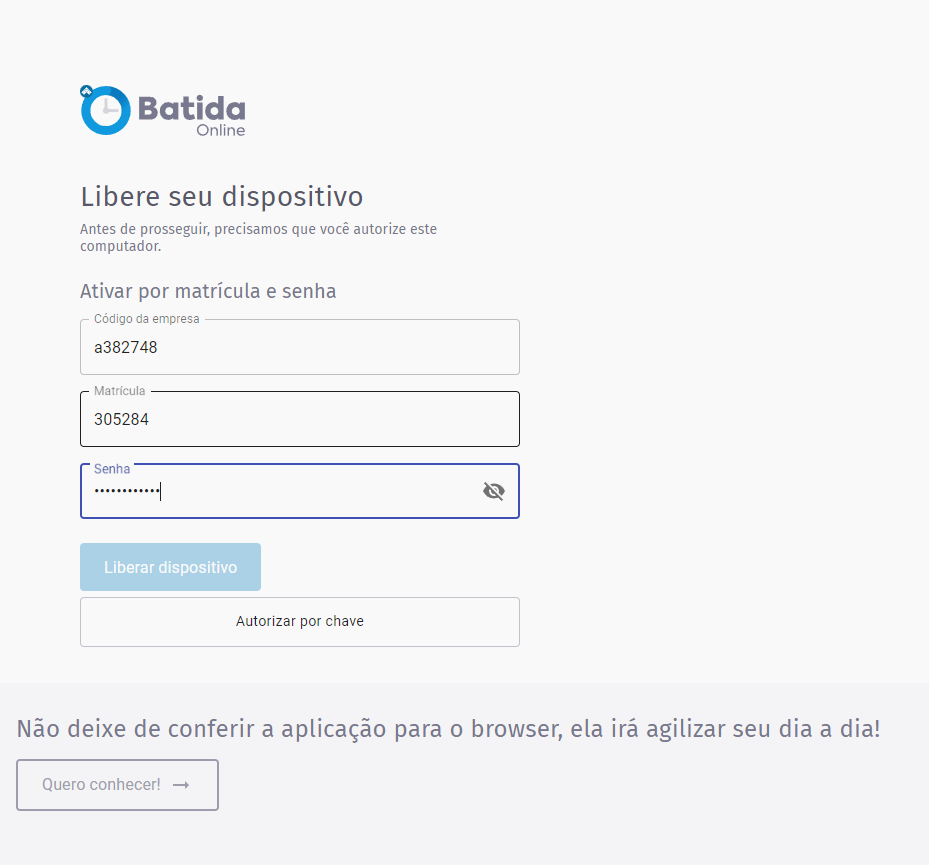 Batida
Online
Libere seu dispositivo
Antes de prosseguir, precisamos que você autorize este
computador.
Ativar por matrícula e senha
Código da empresa
a382748
Matrícula
305284
Senha
••••••••••••
Liberar dispositivo
Autorizar por chave
Não deixe de conferir a aplicação para o browser, ela irá agilizar seu dia a dia!
Quero conhecer! →